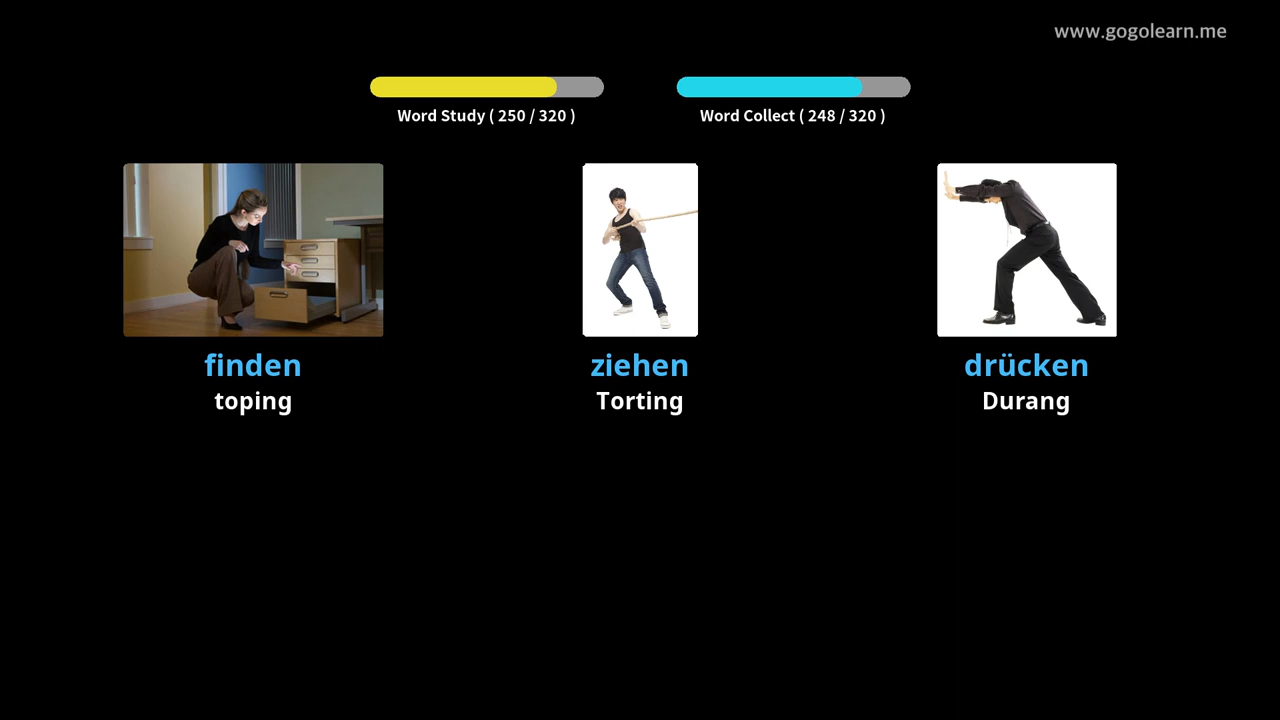 www.gogolearn.me
Word Study ( 250 / 320 )
Word Collect ( 248 / 320 )
finden
toping
ziehen
Torting
drücken
Durang